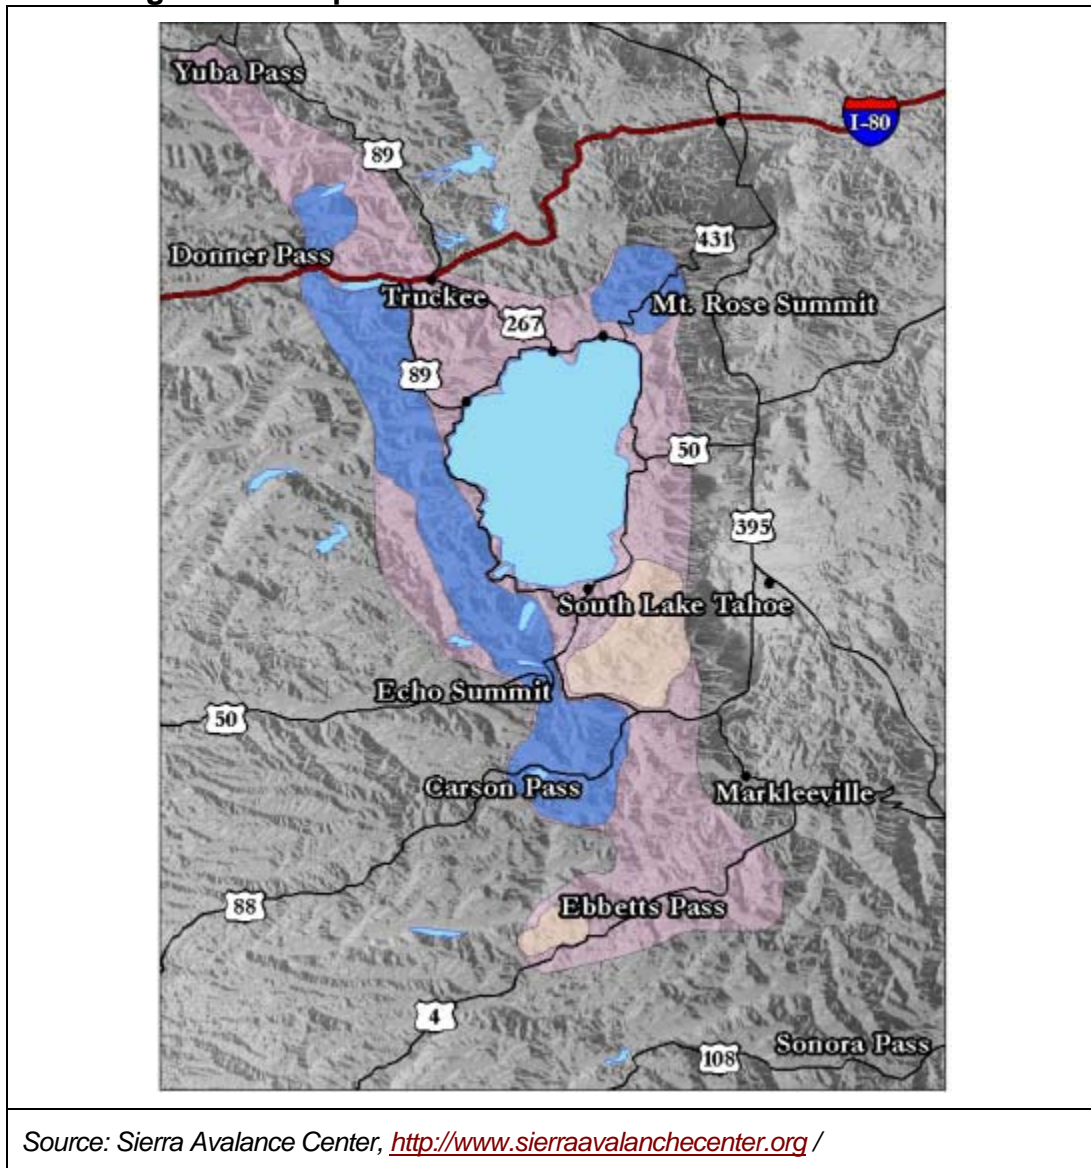 Yuba Pass
I-80
89
431
Donner Pass
Truckee
Mt. Rose Summit
267
89
50
395
South Lake Tahoe
Echo Summit
50
Carson Pass
Markleeville
88
Ebbetts Pass
4
Sonora Pass
108
Source: Sierra Avalance Center, http://www.sierraavalanchecenter.org /